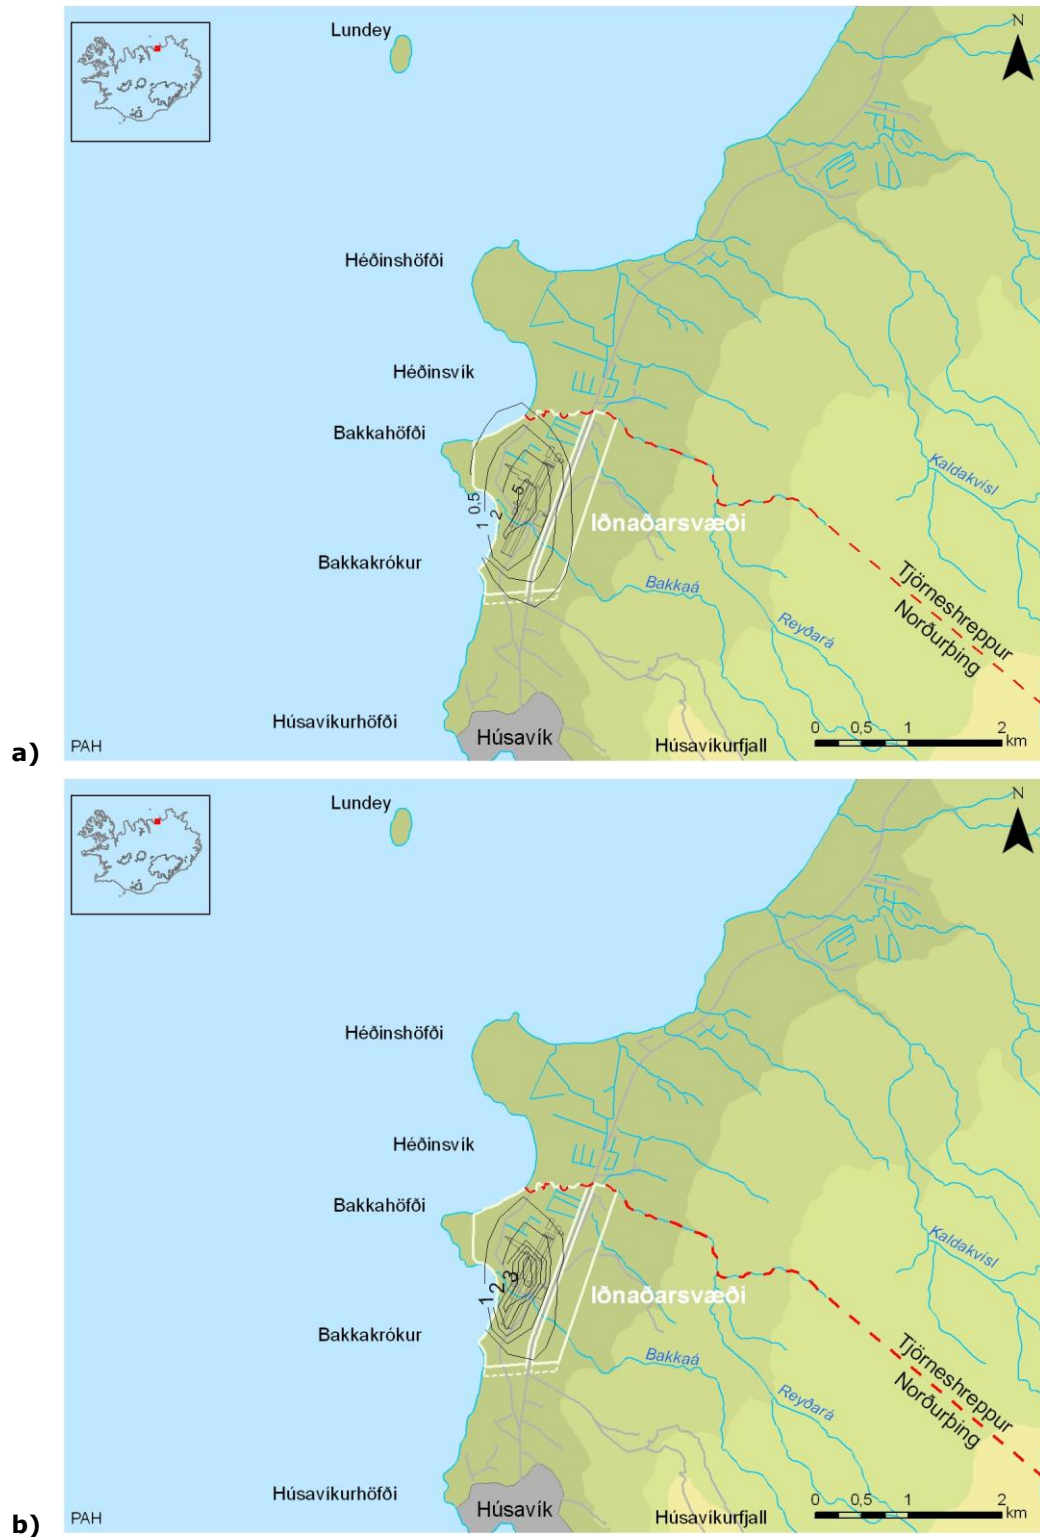 Lundey
N
Héðinshöfði
Héðinsvík
Bakkahöfði
0,5
1
2
5
Kaldakvísl
Iðnaðarsvæði
Bakkakrókur
Bakkaá
Tjörneshreppur
Norðurþing
Reyðará
Húsavíkurhöfði
Húsavík
Húsavíkurfjall
0 0,5 1 2
km
PAH
a)
Lundey
N
Héðinshöfði
Héðinsvík
Bakkahöfði
Kaldakvísl
1
2
3
Iðnaðarsvæði
Bakkakrókur
Bakkaá
Tjörneshreppur
Norðurþing
Reyðará
Húsavíkurhöfði
Húsavík
Húsavíkurfjall
0 0,5 1 2
km
PAH
b)